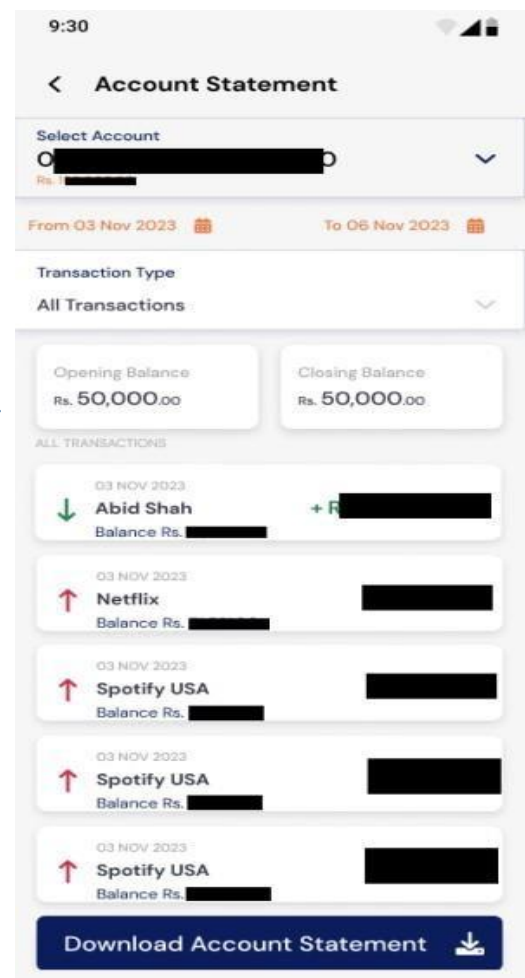 9:30
Account Statement
Select Account
Rs.
From 03 Nov 2023 To 06 Nov 2023
Transaction Type
All Transactions
Opening Balance Closing Balance
Rs. 50,000.00 Rs. 50,000.00
ALL TRANSACTIONS
03 NOV 2023
Abid Shah +
Balance Rs.
03 NOV 2023
Netflix
Balance Rs.
03 NOV 2023
Spotify USA
Balance Rs.
03 NOV 2023
Spotify USA
Balance Rs.
03 NOV 2023
Spotify USA
Balance Rs.
Download Account Statement